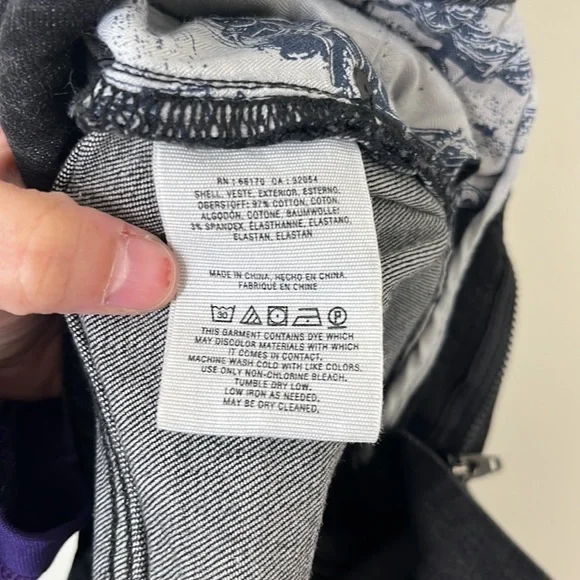 RN : 66170 CA : 32054
SHELL, VESTE, EXTERIOR, ESTERNO,
OBERSTOFF: 97% COTTON, COTON,
ALGODÓN, COTONE, BAUMWOLLE;
3% SPANDEX, ÉLASTHANNE, ELASTANO,
ELASTAN, ELASTAN
MADE IN CHINA, HECHO EN CHINA
FABRIQUÉ EN CHINE
30 P
THIS GARMENT CONTAINS DYE WHICH
MAY DISCOLOR MATERIALS WITH WHICH
IT COMES IN CONTACT.
MACHINE WASH COLD WITH LIKE COLORS.
USE ONLY NON-CHLORINE BLEACH.
TUMBLE DRY LOW.
LOW IRON AS NEEDED.
MAY BE DRY CLEANED.